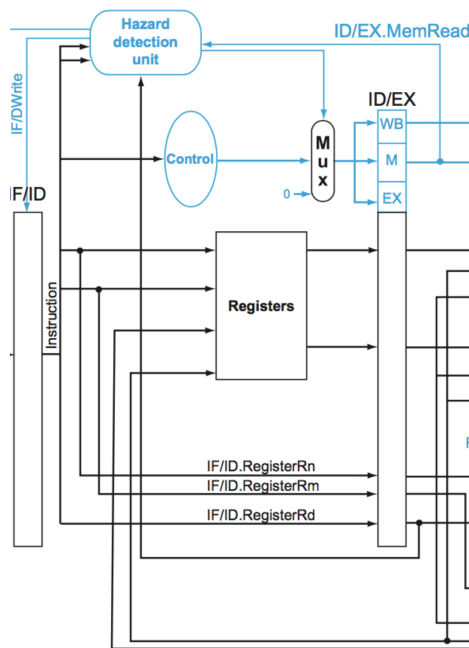 Hazard
detection
unit
ID/EX.MemRead
IF/DWrite
ID/EX
WB
Control
M
u
x
M
0
EX
IF/ID
Instruction
Registers
IF/ID.RegisterRn
IF/ID.RegisterRm
IF/ID.RegisterRd